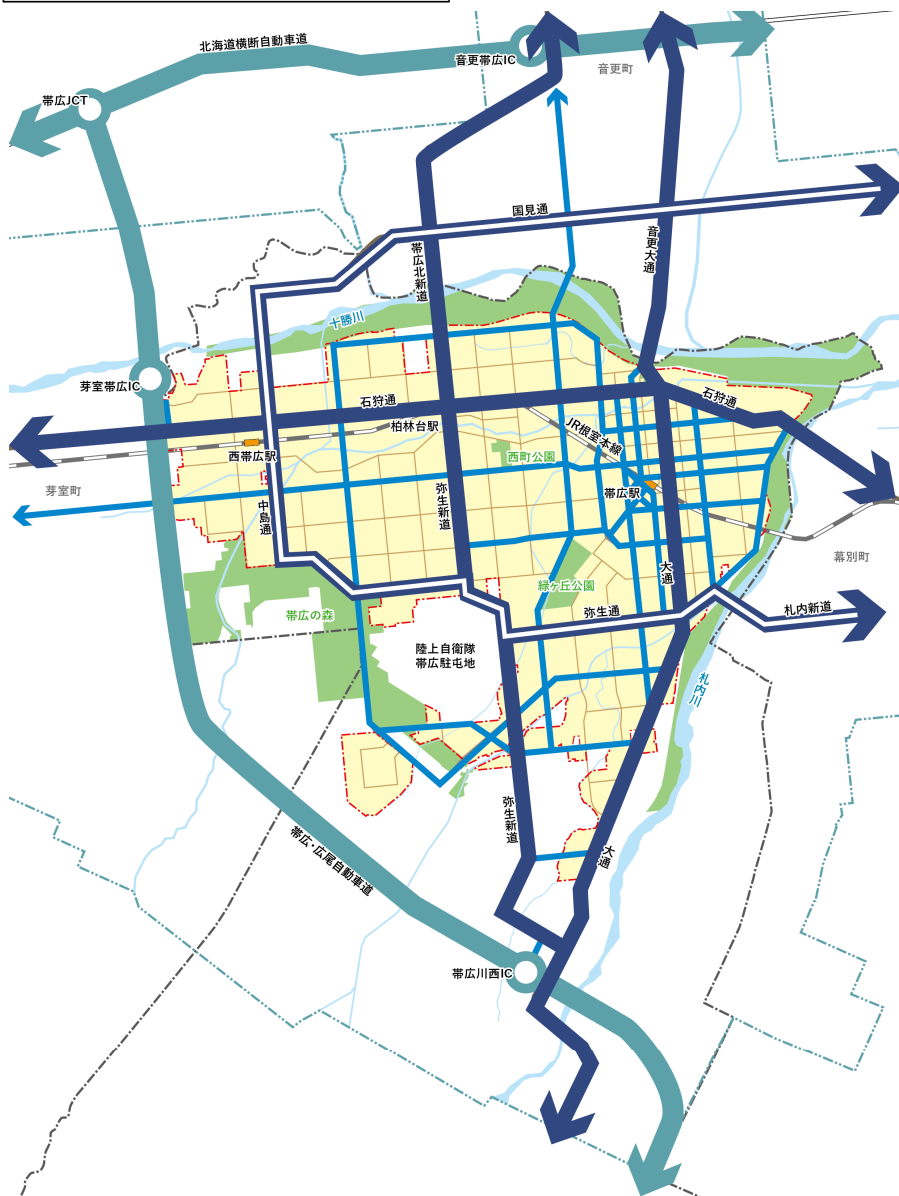 北海道横断自動車道
音更帯広IC
音更町
帯広JCT
国見通
音更大通
帯広北新道
十勝川
芽室帯広IC
石狩通
石狩通
柏林台駅
JR根室本線
西帯広駅
西町公園
芽室町
帯広駅
弥生新道
中島通
幕別町
大通
緑ヶ丘公園
帯広の森
弥生通
札内新道
陸上自衛隊
帯広駐屯地
札内川
弥生新道
大通
帯広・広尾自動車道
帯広川西IC